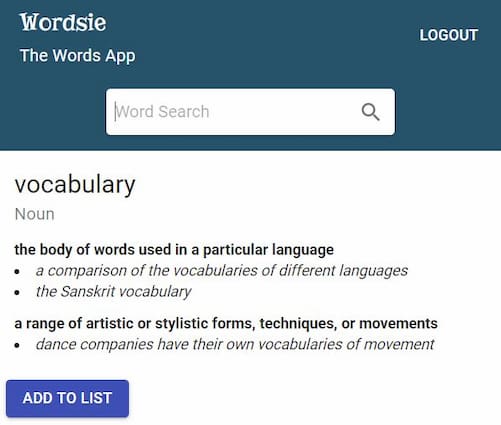 Wordsie
LOGOUT
The Words App
Word Search
vocabulary
Noun
the body of words used in a particular language
• a comparison of the vocabularies of different languages
• the Sanskrit vocabulary
a range of artistic or stylistic forms, techniques, or movements
• dance companies have their own vocabularies of movement
ADD TO LIST